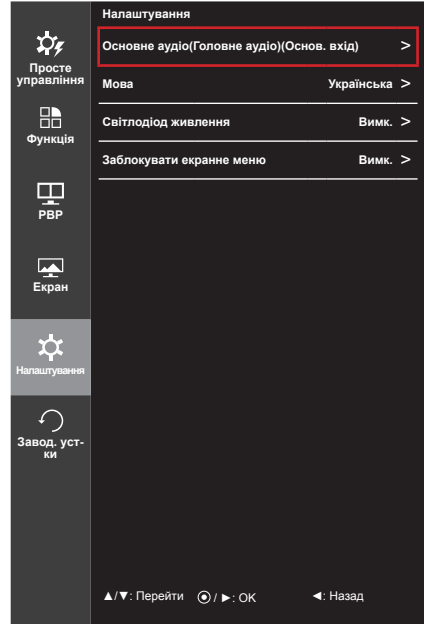 Налаштування
Просте
управління
Функція
PBP
Екран
Налаштування
Завод. уст-
ки
Основне аудіо(Головне аудіо)(Основ. вхід) >
Мова Українська >
Світлодіод живлення Вимк. >
Заблокувати екранне меню Вимк. >
▲/▼: Перейти ⦿ / ►: OK ◄: Назад